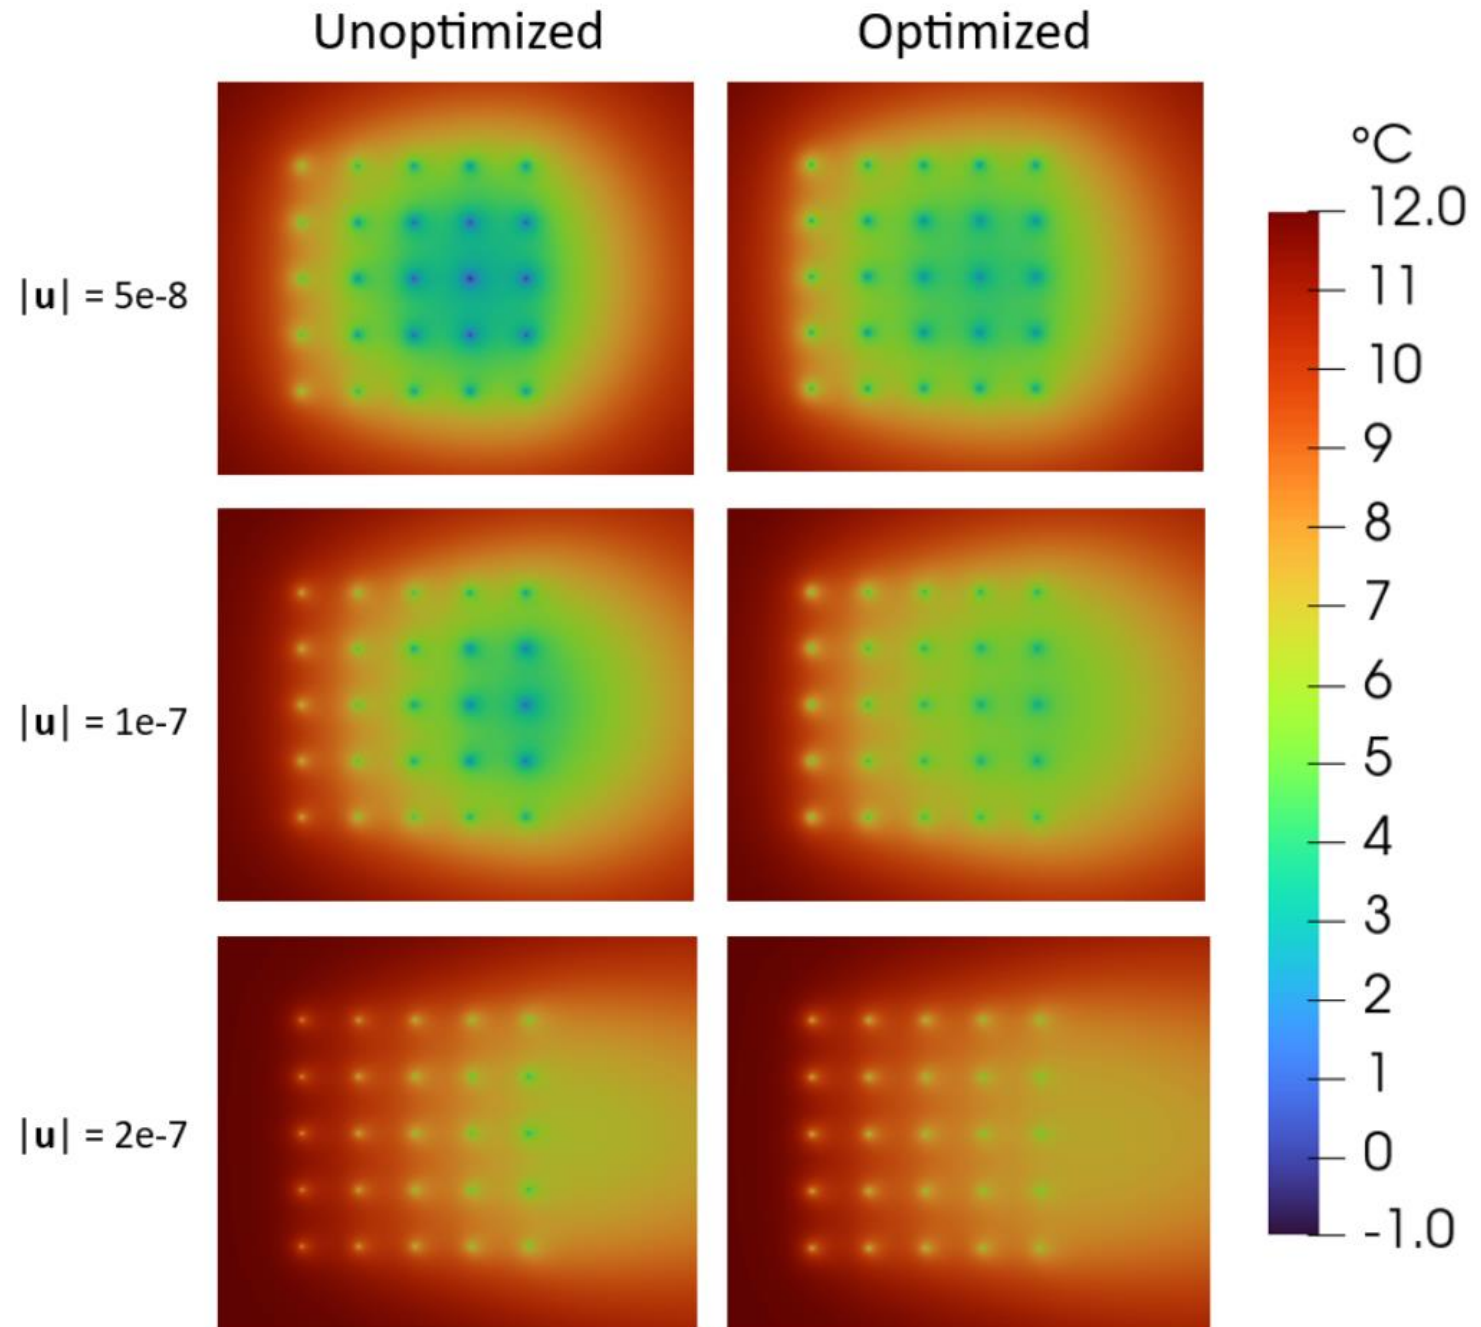 Unoptimized Optimized
°C
12.0
11
|u| = 5e-8
10
9
8
7
|u| = 1e-7
6
5
4
3
2
1
|u| = 2e-7
0
-1.0